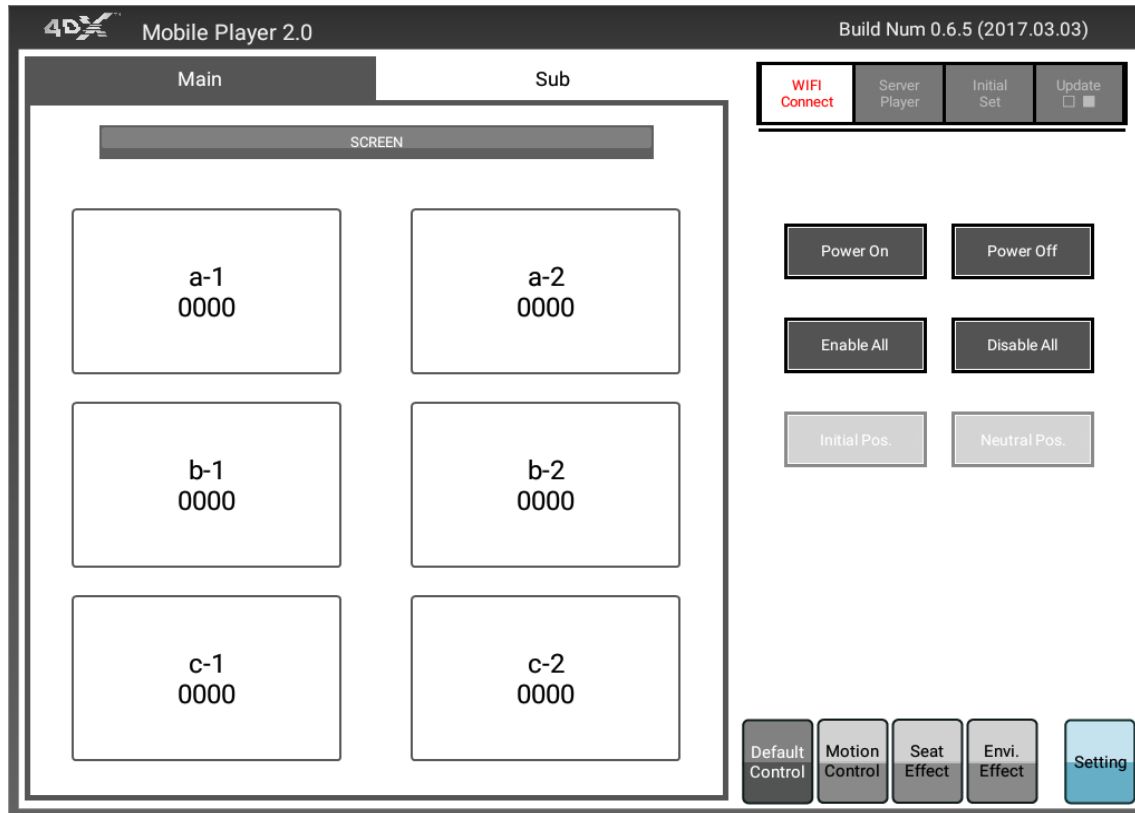 4DX™ Mobile Player 2.0
Build Num 0.6.5 (2017.03.03)
Main
Sub
WIFI
Connect
Server
Player
Initial
Set
Update
SCREEN
a-1
0000
a-2
0000
b-1
0000
b-2
0000
c-1
0000
c-2
0000
Power On
Power Off
Enable All
Disable All
Initial Pos.
Neutral Pos.
Default
Control
Motion
Control
Seat
Effect
Envi.
Effect
Setting